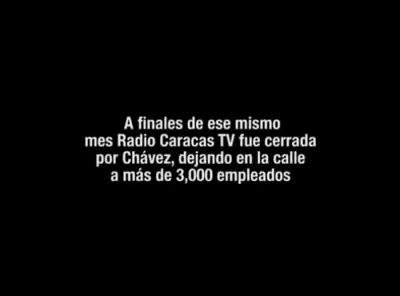 A finales de ese mismo
mes Radio Caracas TV fue cerrada
por Chávez, dejando en la calle
a más de 3,000 empleados